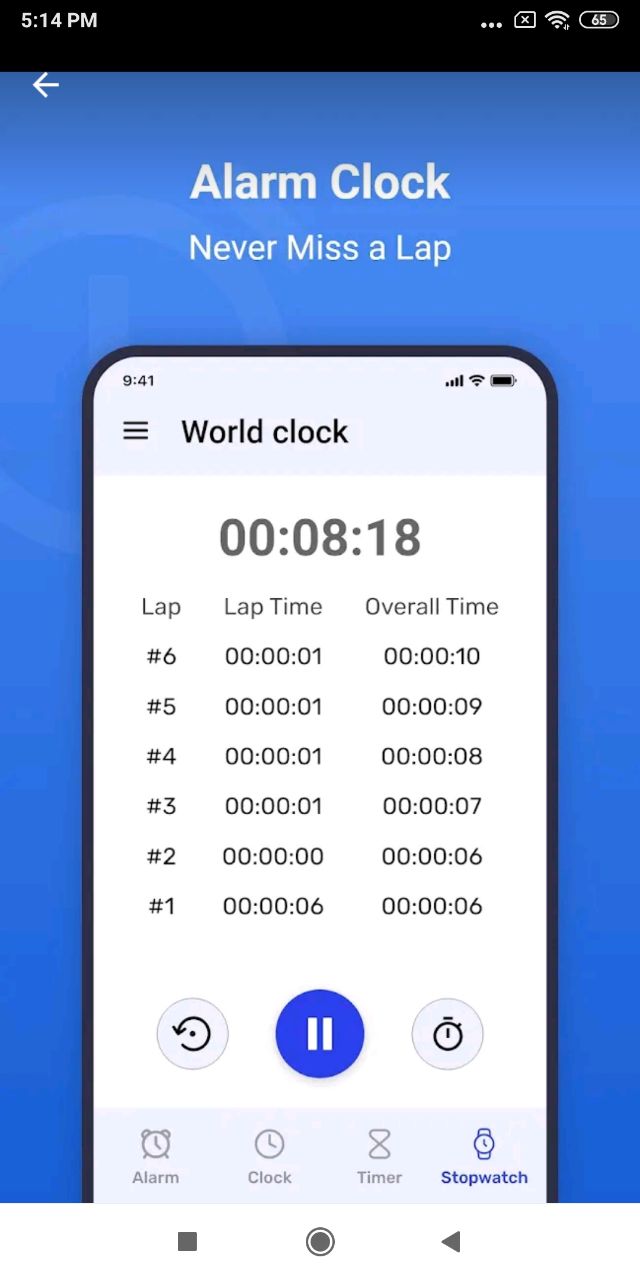 5:14 PM 65
Alarm Clock
Never Miss a Lap
9:41
World clock
00:08:18
Lap Lap Time Overall Time
#6 00:00:01 00:00:10
#5 00:00:01 00:00:09
#4 00:00:01 00:00:08
#3 00:00:01 00:00:07
#2 00:00:00 00:00:06
#1 00:00:06 00:00:06
Alarm Clock Timer Stopwatch